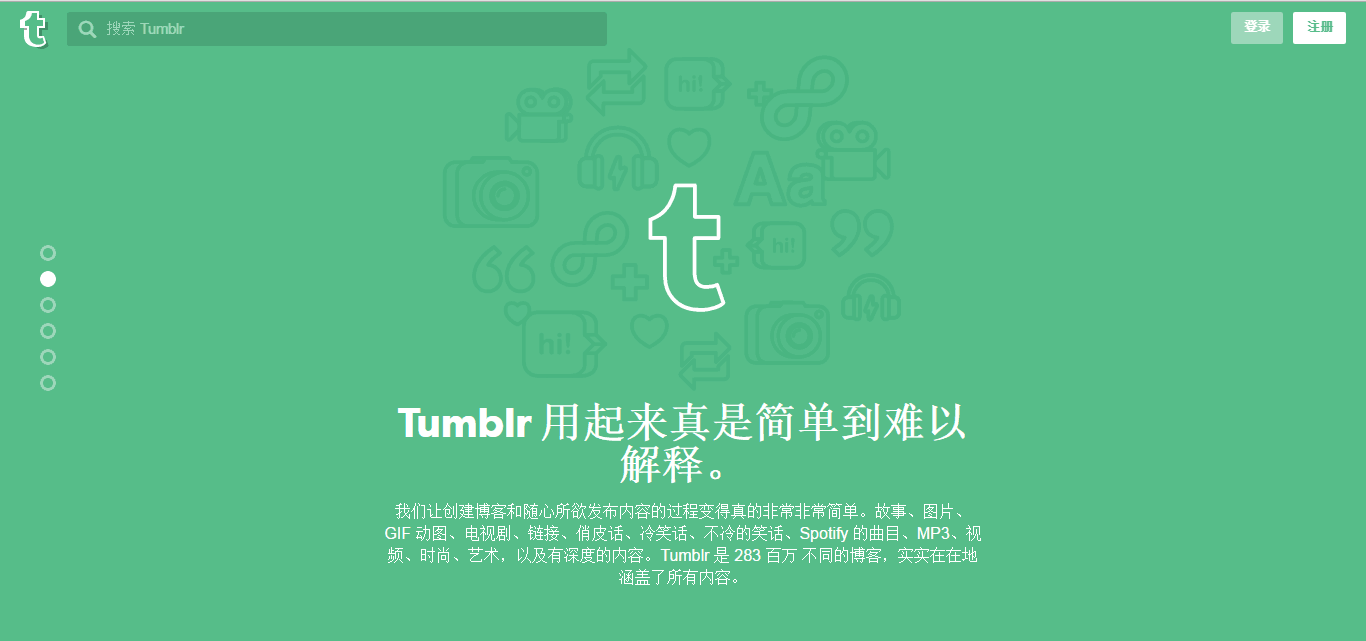 t
搜索 Tumblr
登录
注册
hi!
Aa
hi!
t
hi!
Tumblr 用起来真是简单到难以
解释。
我们让创建博客和随心所欲发布内容的过程变得真的非常非常简单。故事、图片、
GIF 动图、电视剧、链接、俏皮话、冷笑话、不冷的笑话、Spotify 的曲目、MP3、视
频、时尚、艺术，以及有深度的内容。Tumblr 是 283 百万 不同的博客，实实在在地
涵盖了所有内容。